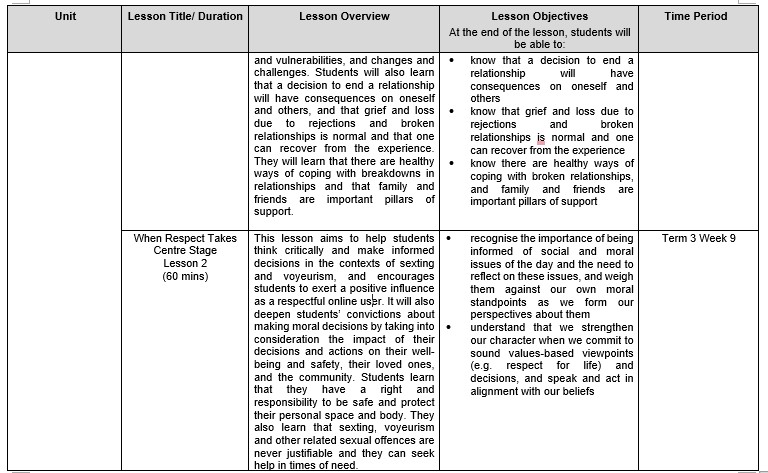 Unit
Lesson Title/ Duration
Lesson Overview
Lesson Objectives
At the end of the lesson, students will
be able to:
Time Period
and vulnerabilities, and changes and
challenges. Students will also learn
that a decision to end a relationship
will have consequences on oneself
and others, and that grief and loss
due to rejections and broken
relationships is normal and that one
can recover from the experience.
They will learn that there are healthy
ways of coping with breakdowns in
relationships and that family and
friends are important pillars of
support.
• know that a decision to end a
relationship will have
consequences on oneself and
others
• know that grief and loss due to
rejections and broken
relationships is normal and one
can recover from the experience
• know there are healthy ways of
coping with broken relationships,
and family and friends are
important pillars of support
When Respect Takes
Centre Stage
Lesson 2
(60 mins)
This lesson aims to help students
think critically and make informed
decisions in the contexts of sexting
and voyeurism, and encourages
students to exert a positive influence
as a respectful online user. It will also
deepen students' convictions about
making moral decisions by taking into
consideration the impact of their
decisions and actions on their well-
being and safety, their loved ones,
and the community. Students learn
that they have a right and
responsibility to be safe and protect
their personal space and body. They
also learn that sexting, voyeurism
and other related sexual offences are
never justifiable and they can seek
help in times of need.
• recognise the importance of being
informed of social and moral
issues of the day and the need to
reflect on these issues, and weigh
them against our own moral
standpoints as we form our
perspectives about them
• understand that we strengthen
our character when we commit to
sound values-based viewpoints
(e.g. respect for life) and
decisions, and speak and act in
alignment with our beliefs
Term 3 Week 9